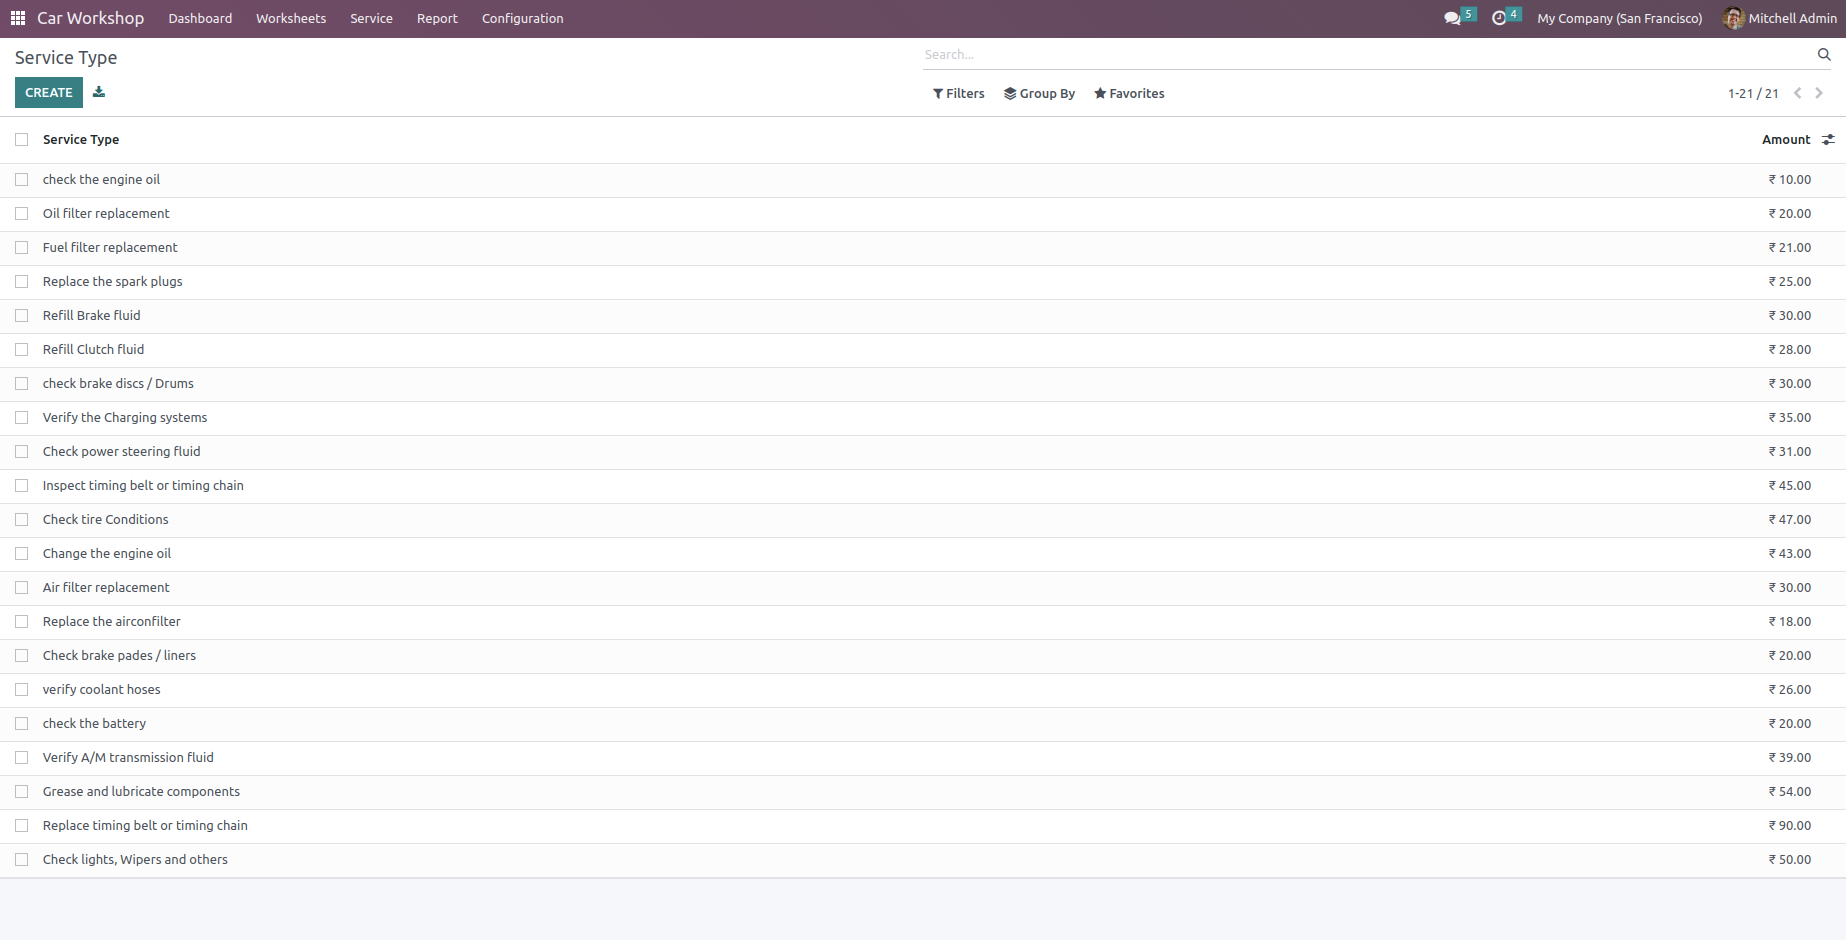 Car Workshop Dashboard Worksheets Service Report Configuration 5 4 My Company (San Francisco) Mitchell Admin
Service Type Search...
CREATE Filters Group By Favorites 1-21 / 21
Service Type Amount
check the engine oil ₹ 10.00
Oil filter replacement ₹ 20.00
Fuel filter replacement ₹ 21.00
Replace the spark plugs ₹ 25.00
Refill Brake fluid ₹ 30.00
Refill Clutch fluid ₹ 28.00
check brake discs / Drums ₹ 30.00
Verify the Charging systems ₹ 35.00
Check power steering fluid ₹ 31.00
Inspect timing belt or timing chain ₹ 45.00
Check tire Conditions ₹ 47.00
Change the engine oil ₹ 43.00
Air filter replacement ₹ 30.00
Replace the airconfilter ₹ 18.00
Check brake pades / liners ₹ 20.00
verify coolant hoses ₹ 26.00
check the battery ₹ 20.00
Verify A/M transmission fluid ₹ 39.00
Grease and lubricate components ₹ 54.00
Replace timing belt or timing chain ₹ 90.00
Check lights, Wipers and others ₹ 50.00